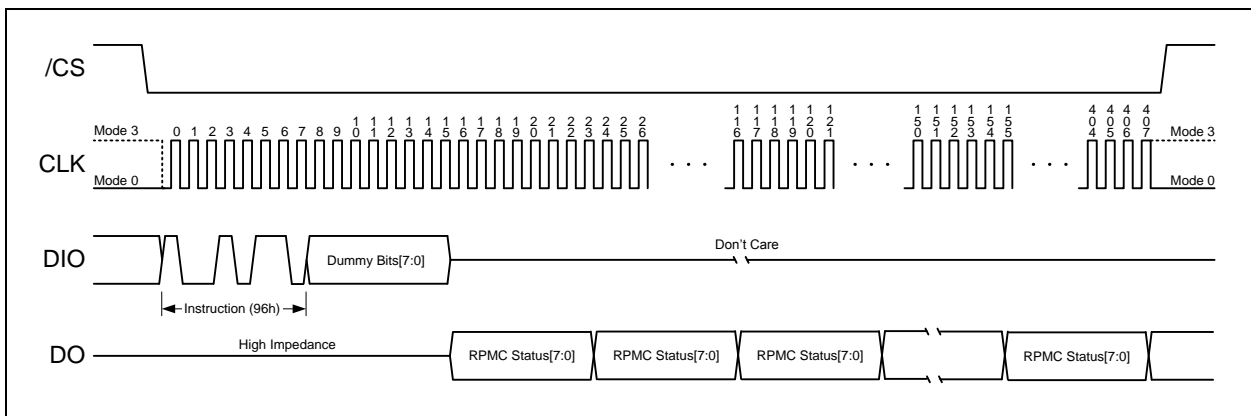 /CS
Mode 3 0 1 2 3 4 5 6 7 8 9 10 11 12 13 14 15 16 17 18 19 20 21 22 23 24 25 26 116 117 118 119 120 121 150 151 152 153 154 155 404 405 406 407 Mode 3
CLK . . . . . . . . .
Mode 0 Mode 0
DIO Dummy Bits[7:0] Don't Care
Instruction (96h)
DO High Impedance RPMC Status[7:0] RPMC Status[7:0] RPMC Status[7:0] RPMC Status[7:0]